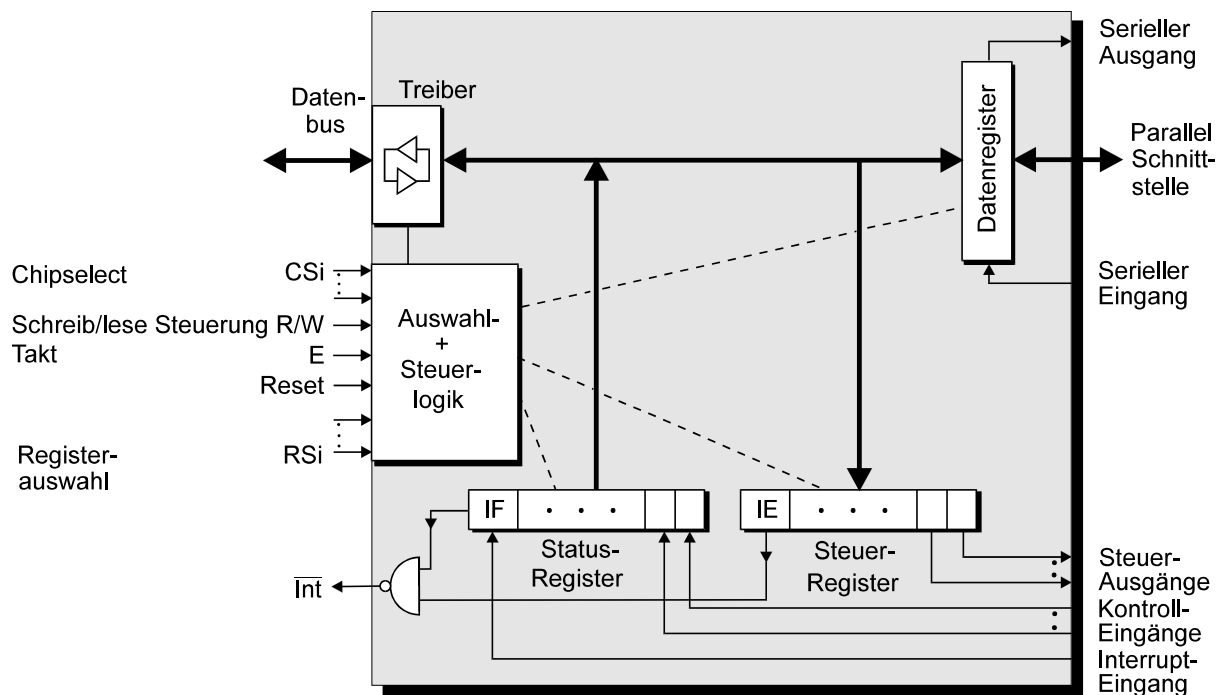 Serieller
Ausgang
Treiber
Daten-
bus
Datenregister
Parallel
Schnitt-
stelle
Chipselect
CSi
Serieller
Eingang
Schreib/lese Steuerung R/W
Takt
E
Auswahl-
+
Steuer-
logik
Reset
Register-
auswahl
RSi
IF
IE
Status-
Register
Steuer-
Register
Int
Steuer-
Ausgänge
Kontroll-
Eingänge
Interrupt-
Eingang